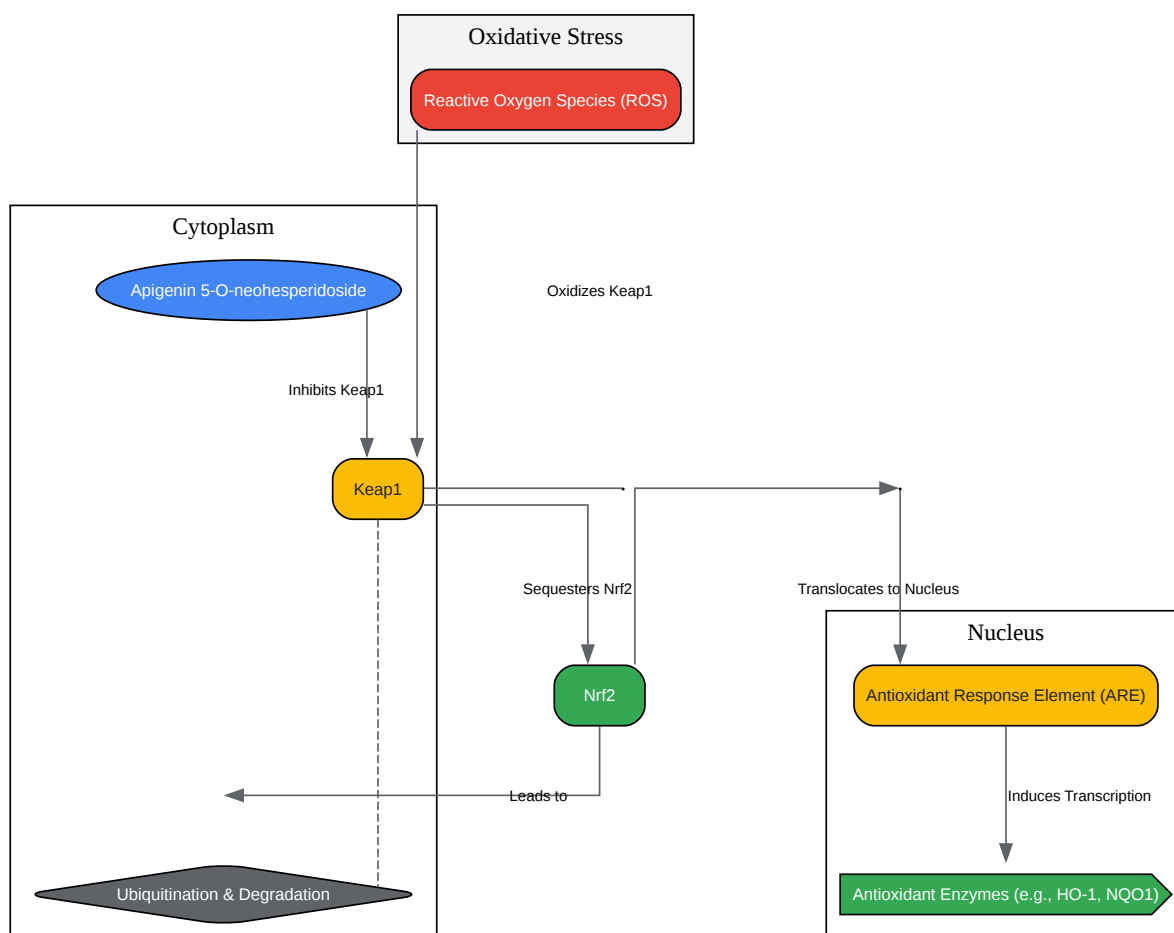 Oxidative Stress
Reactive Oxygen Species (ROS)
Cytoplasm
Apigenin 5-O-neohesperidoside
Oxidizes Keap1
Inhibits Keap1
Keap1
Sequesters Nrf2
Translocates to Nucleus
Nucleus
Nrf2
Antioxidant Response Element (ARE)
Leads to
Induces Transcription
Ubiquitination & Degradation
Antioxidant Enzymes (e.g., HO-1, NQO1)